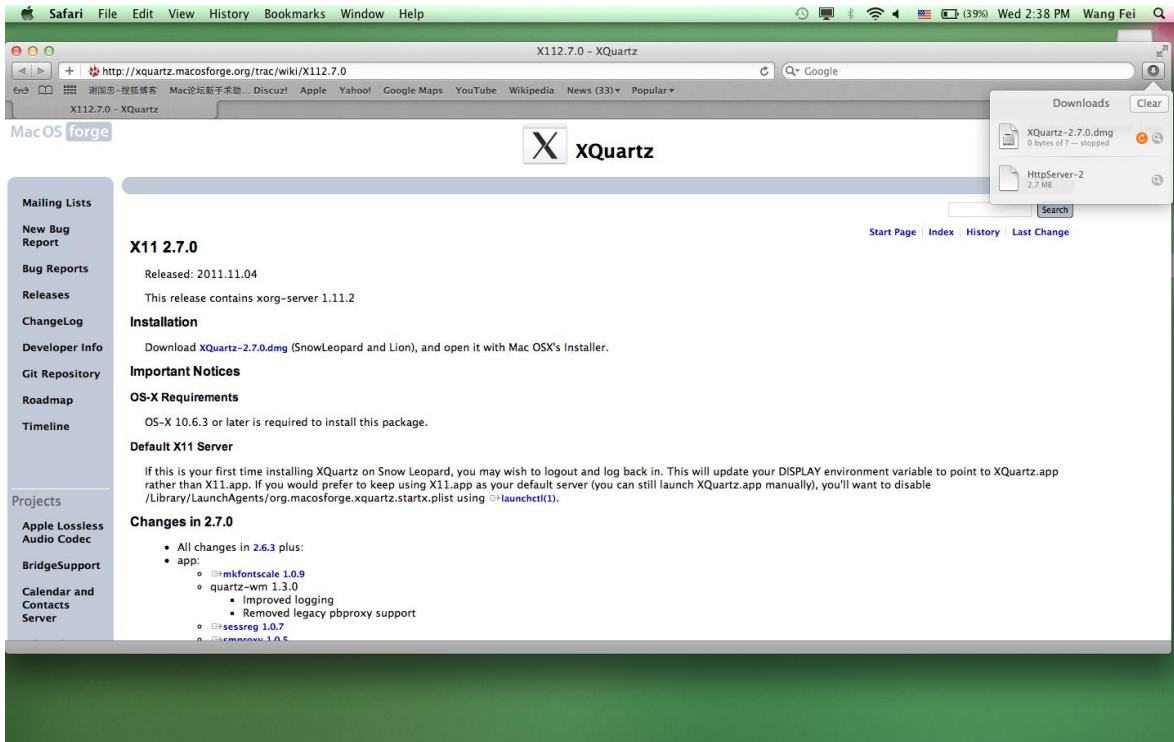 Safari File Edit View History Bookmarks Window Help (39%) Wed 2:38 PM Wang Fei
X112.7.0 – XQuartz
http://xquartz.macosforge.org/trac/wiki/X112.7.0 Google
谢国忠-搜狐博客 Mac论坛新手求助... Discuz! Apple Yahoo! Google Maps YouTube Wikipedia News (33) Popular
X112.7.0 – XQuartz
Downloads Clear
XQuartz-2.7.0.dmg
0 bytes of ? — stopped
HttpServer-2
2.7 MB
Mac OS forge
X XQuartz
Search
Start Page Index History Last Change
Mailing Lists
New Bug
Report
Bug Reports
Releases
ChangeLog
Developer Info
Git Repository
Roadmap
Timeline
Projects
Apple Lossless
Audio Codec
BridgeSupport
Calendar and
Contacts
Server
X11 2.7.0
Released: 2011.11.04
This release contains xorg-server 1.11.2
Installation
Download XQuartz-2.7.0.dmg (SnowLeopard and Lion), and open it with Mac OSX's Installer.
Important Notices
OS-X Requirements
OS-X 10.6.3 or later is required to install this package.
Default X11 Server
If this is your first time installing XQuartz on Snow Leopard, you may wish to logout and log back in. This will update your DISPLAY environment variable to point to XQuartz.app
rather than X11.app. If you would prefer to keep using X11.app as your default server (you can still launch XQuartz.app manually), you'll want to disable
/Library/LaunchAgents/org.macosforge.xquartz.startx.plist using launchctl(1).
Changes in 2.7.0
All changes in 2.6.3 plus:
app:
mkfontscale 1.0.9
quartz-wm 1.3.0
Improved logging
Removed legacy pbproxy support
sessreg 1.0.7
smproxy 1.0.5